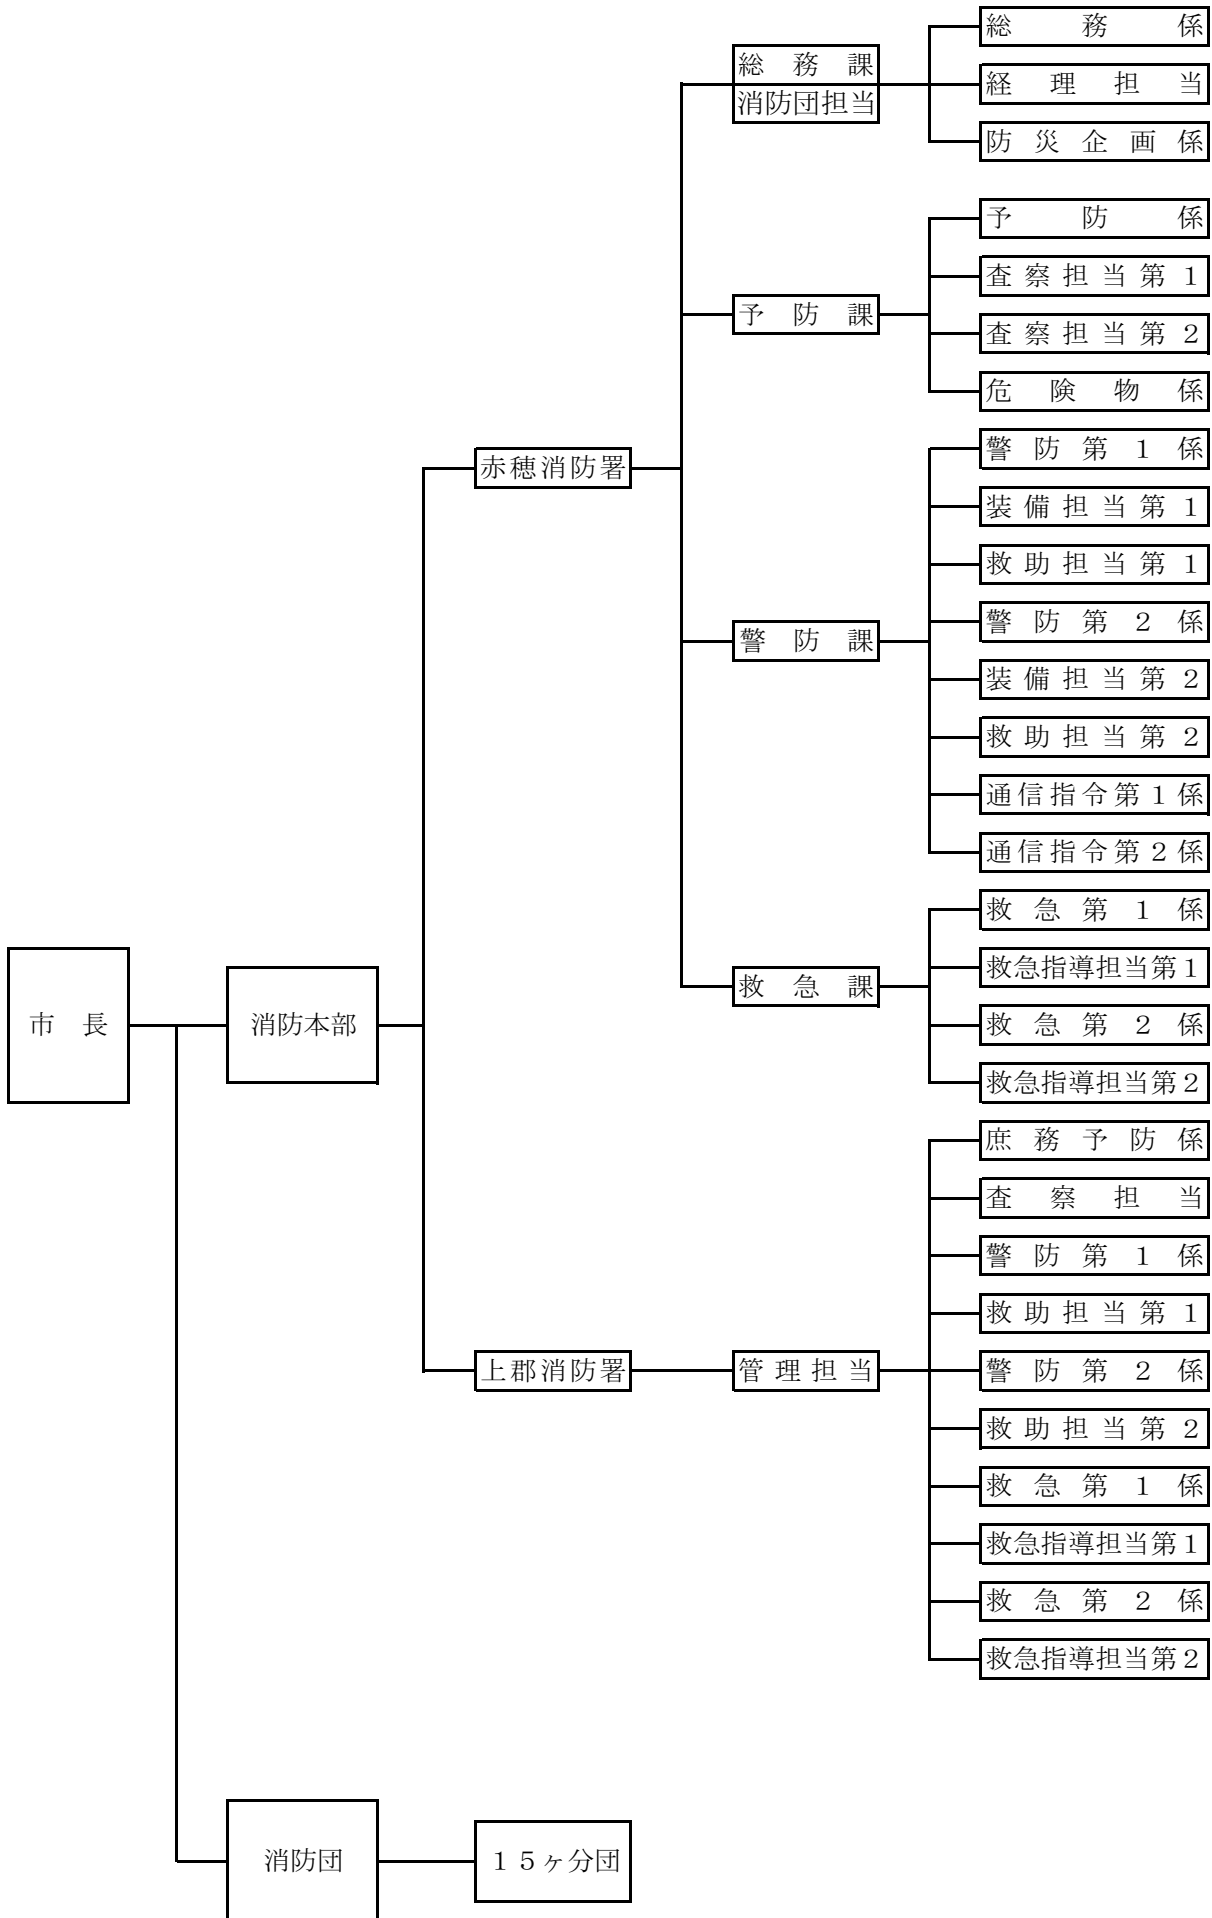 総務係
総務課
消防団担当
経理担当
防災企画係
予防係
査察担当第１
予防課
査察担当第２
危険物係
警防第１係
赤穂消防署
装備担当第１
救助担当第１
警防第２係
警防課
装備担当第２
救助担当第２
通信指令第１係
通信指令第２係
救急第１係
救急指導担当第１
救急課
市長
消防本部
救急第２係
救急指導担当第２
庶務予防係
査察担当
警防第１係
救助担当第１
上郡消防署
管理担当
警防第２係
救助担当第２
救急第１係
救急指導担当第１
救急第２係
救急指導担当第２
消防団
１５ヶ分団